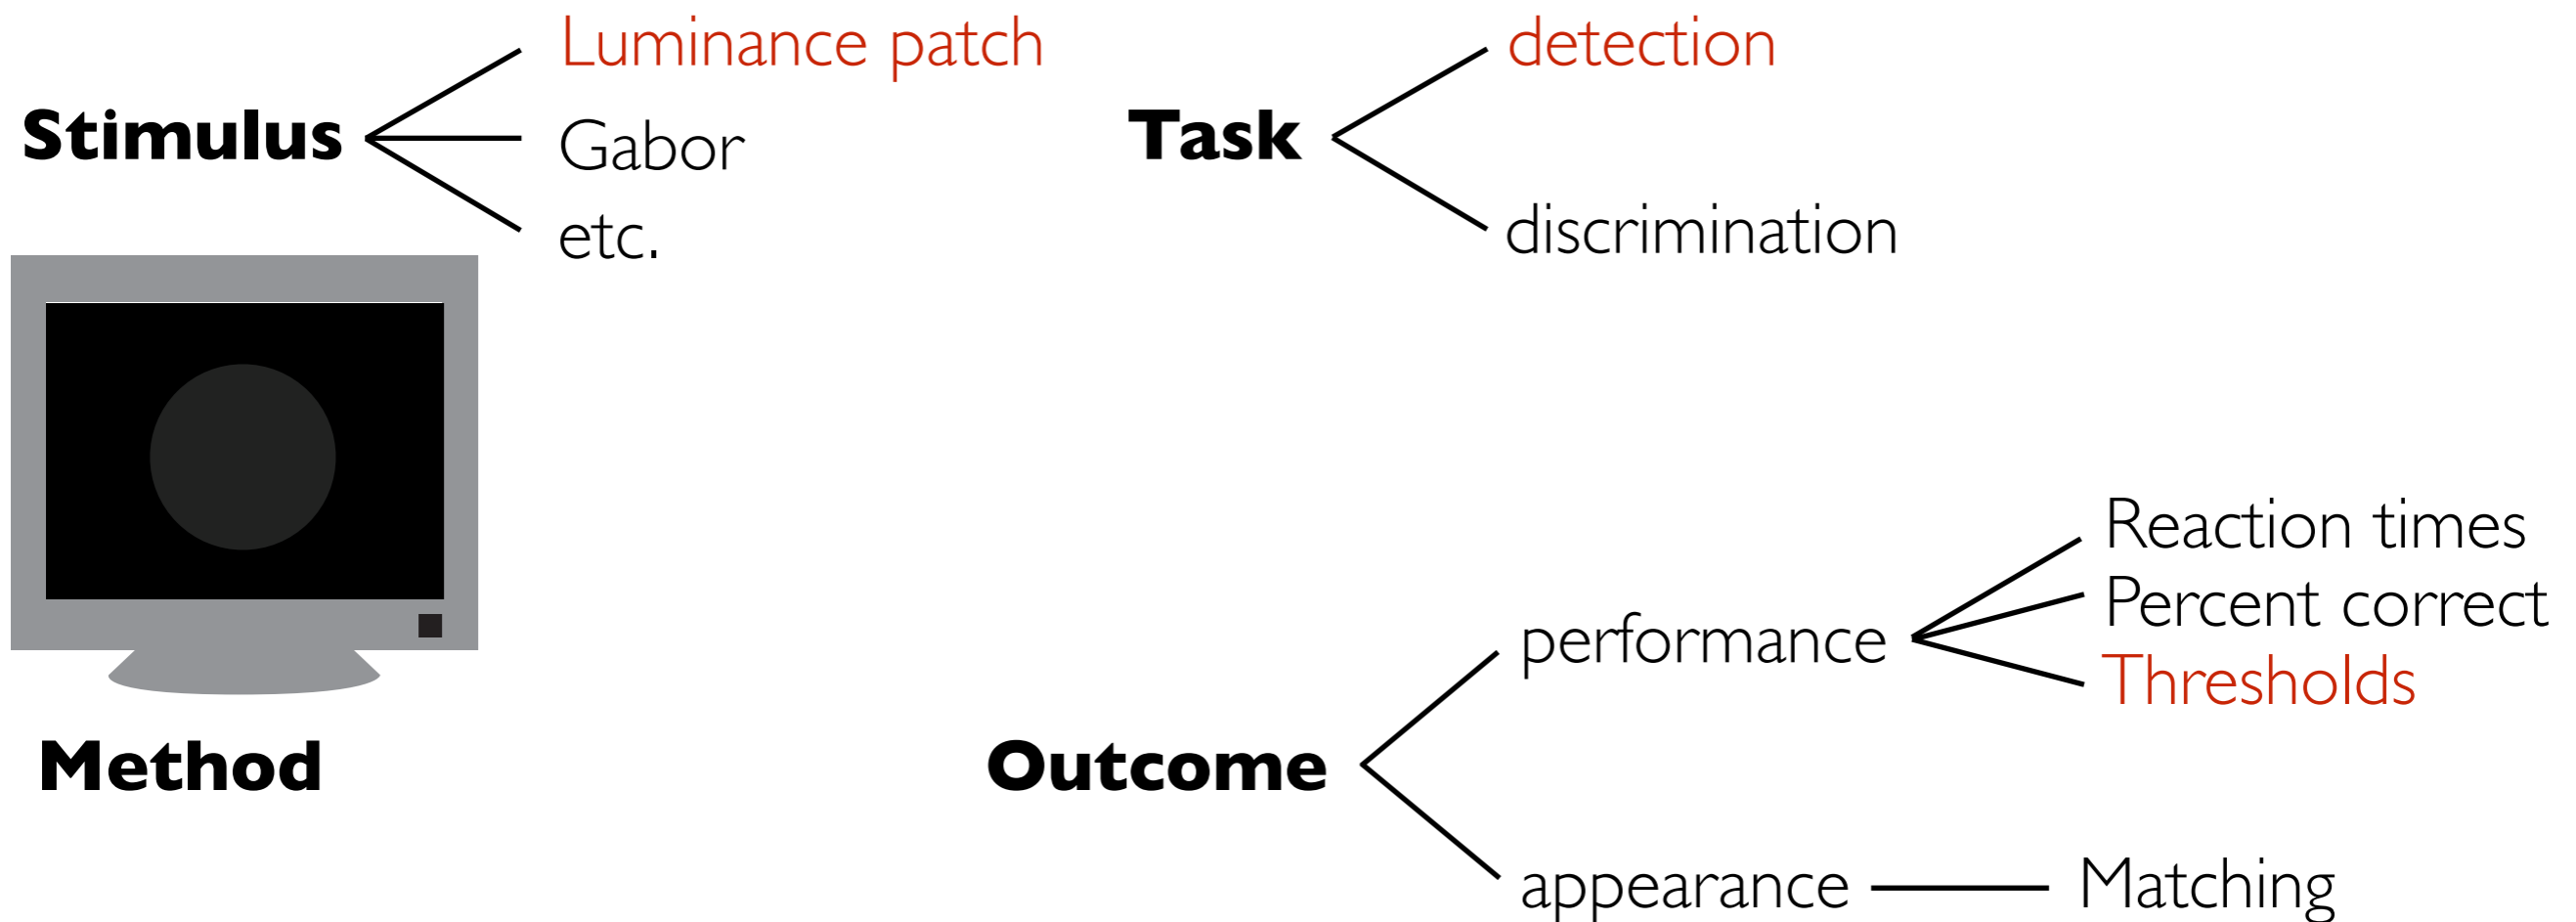 Stimulus
Luminance patch
Gabor
etc.
Task
detection
discrimination
Method
Outcome
performance
Reaction times
Percent correct
Thresholds
appearance
Matching